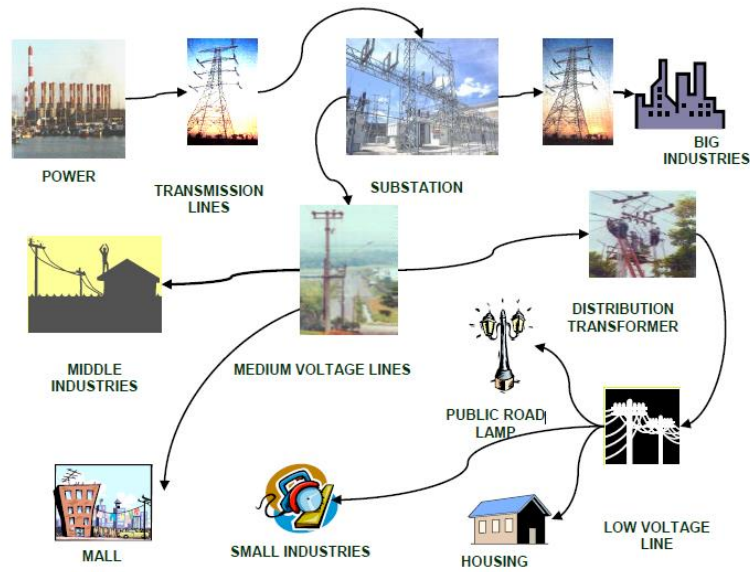 POWER
TRANSMISSION
LINES
SUBSTATION
BIG
INDUSTRIES
MIDDLE
INDUSTRIES
MEDIUM VOLTAGE LINES
DISTRIBUTION
TRANSFORMER
PUBLIC ROAD
LAMP
MALL
SMALL INDUSTRIES
HOUSING
LOW VOLTAGE
LINE